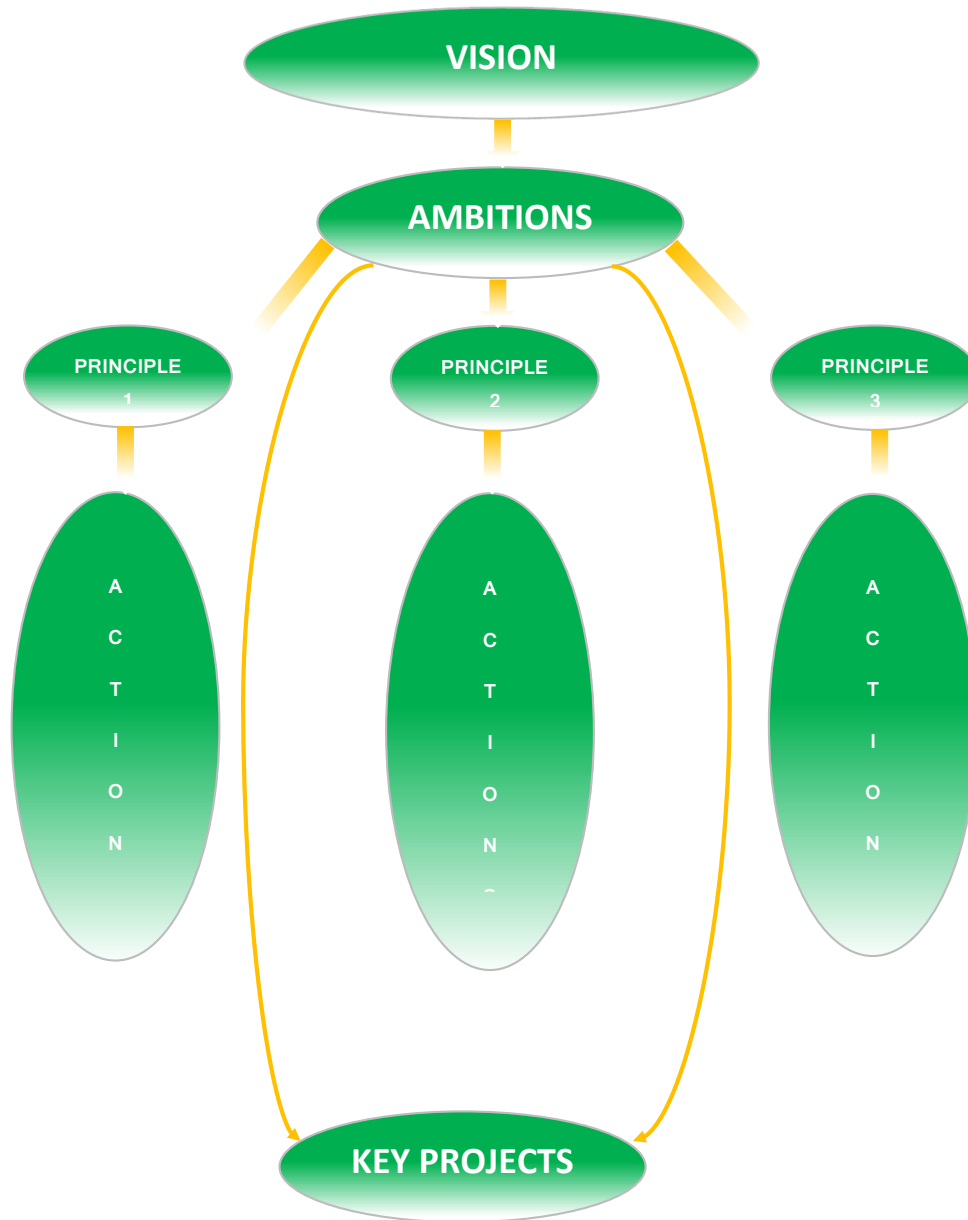 VISION
AMBITIONS
PRINCIPLE
1
PRINCIPLE
2
PRINCIPLE
3
A
C
T
I
O
N
A
C
T
I
O
N
S
A
C
T
I
O
N
KEY PROJECTS